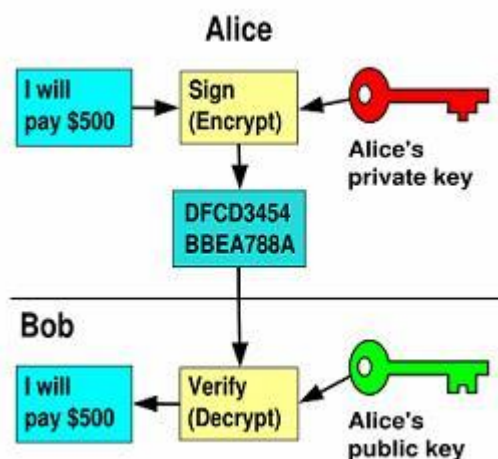 Alice
I will
pay $500
Sign
(Encrypt)
Alice's
private key
DFCD3454
BBEA788A
Bob
I will
pay $500
Verify
(Decrypt)
Alice's
public key